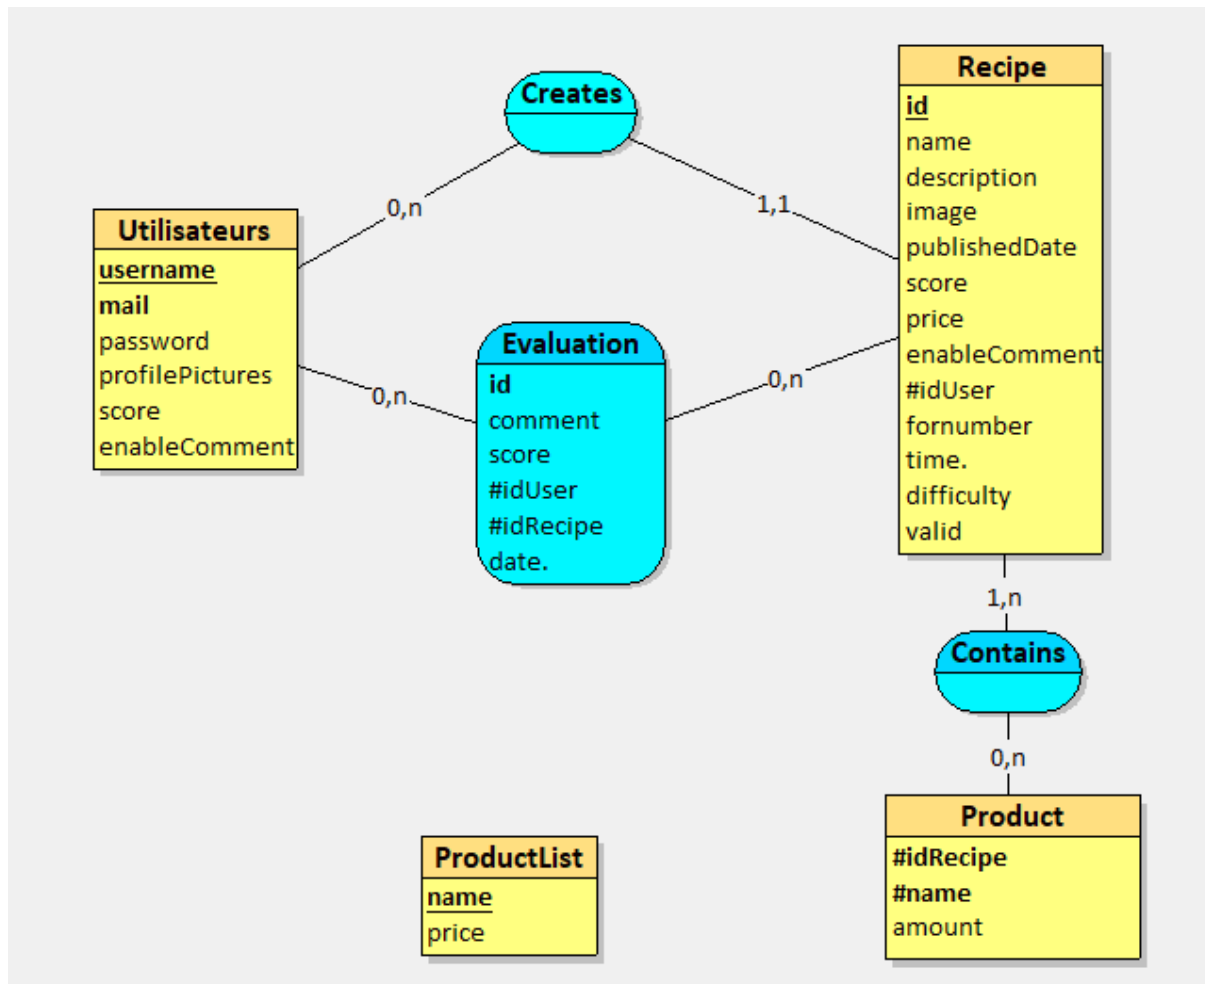 Creates
0,n
1,1
Utilisateurs
username
mail
password
profilePictures
score
enableComment
0,n
Evaluation
id
comment
score
#idUser
#idRecipe
date.
0,n
Recipe
id
name
description
image
publishedDate
score
price
enableComment
#idUser
fornumber
time.
difficulty
valid
1,n
Contains
0,n
Product
#idRecipe
#name
amount
ProductList
name
price